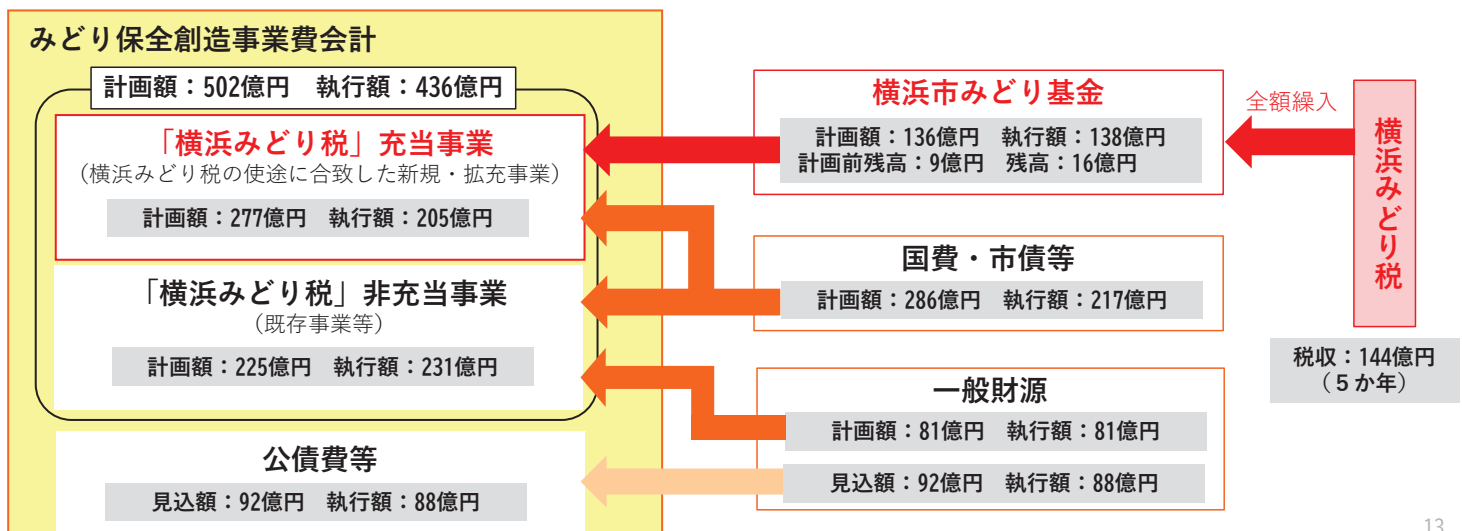 みどり保全創造事業費会計
計画額：502億円　執行額：436億円
「横浜みどり税」充当事業
(横浜みどり税の使途に合致した新規・拡充事業)
計画額：277億円　執行額：205億円
「横浜みどり税」非充当事業
(既存事業等)
計画額：225億円　執行額：231億円
公債費等
見込額：92億円　執行額：88億円
横浜市みどり基金
計画額：136億円　執行額：138億円
計画前残高：9億円　残高：16億円
国費・市債等
計画額：286億円　執行額：217億円
一般財源
計画額：81億円　執行額：81億円
見込額：92億円　執行額：88億円
全額繰入
横浜みどり税
税収：144億円
（５か年）
13